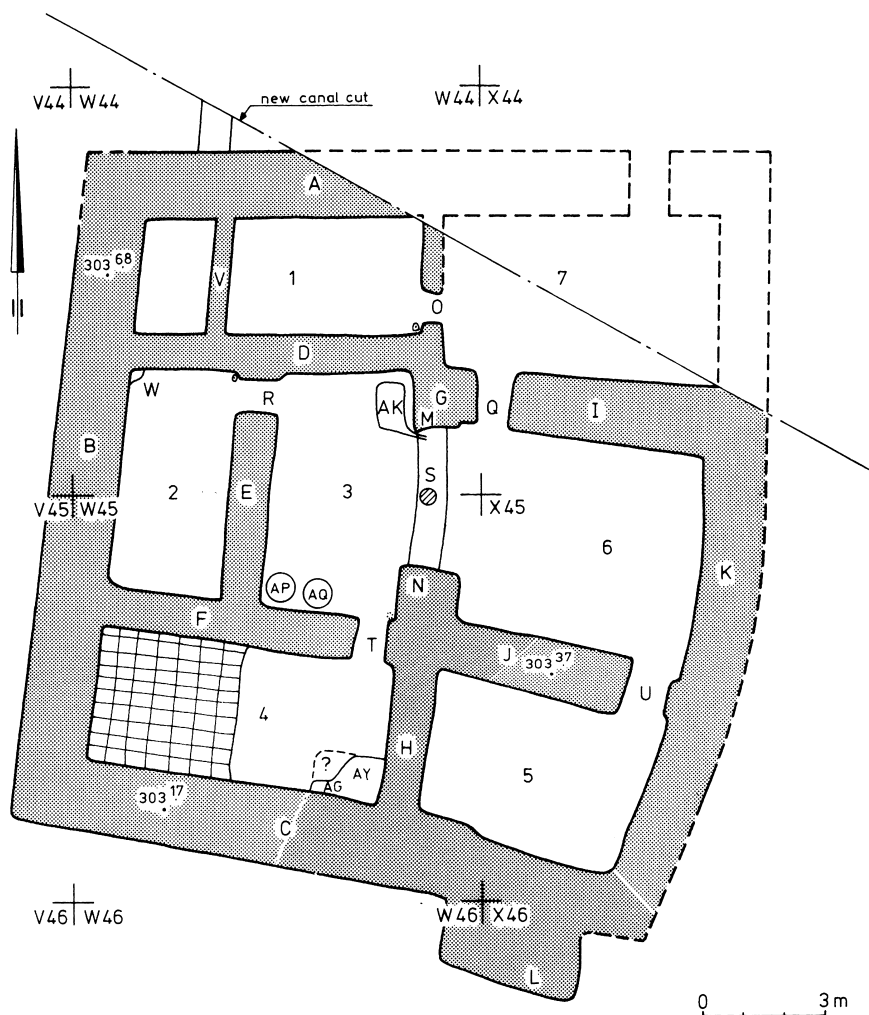 new canal cut
V44 W44
W44 X44
A
303 68
V
1
7
O
D
W
R
AK
G
M
Q
I
B
S
2
E
3
V45 W45
X45
6
K
AP
AQ
N
F
T
J
303 37
U
4
H
?
AY
AG
5
303 17
C
V46 W46
W46 X46
L
0 3m